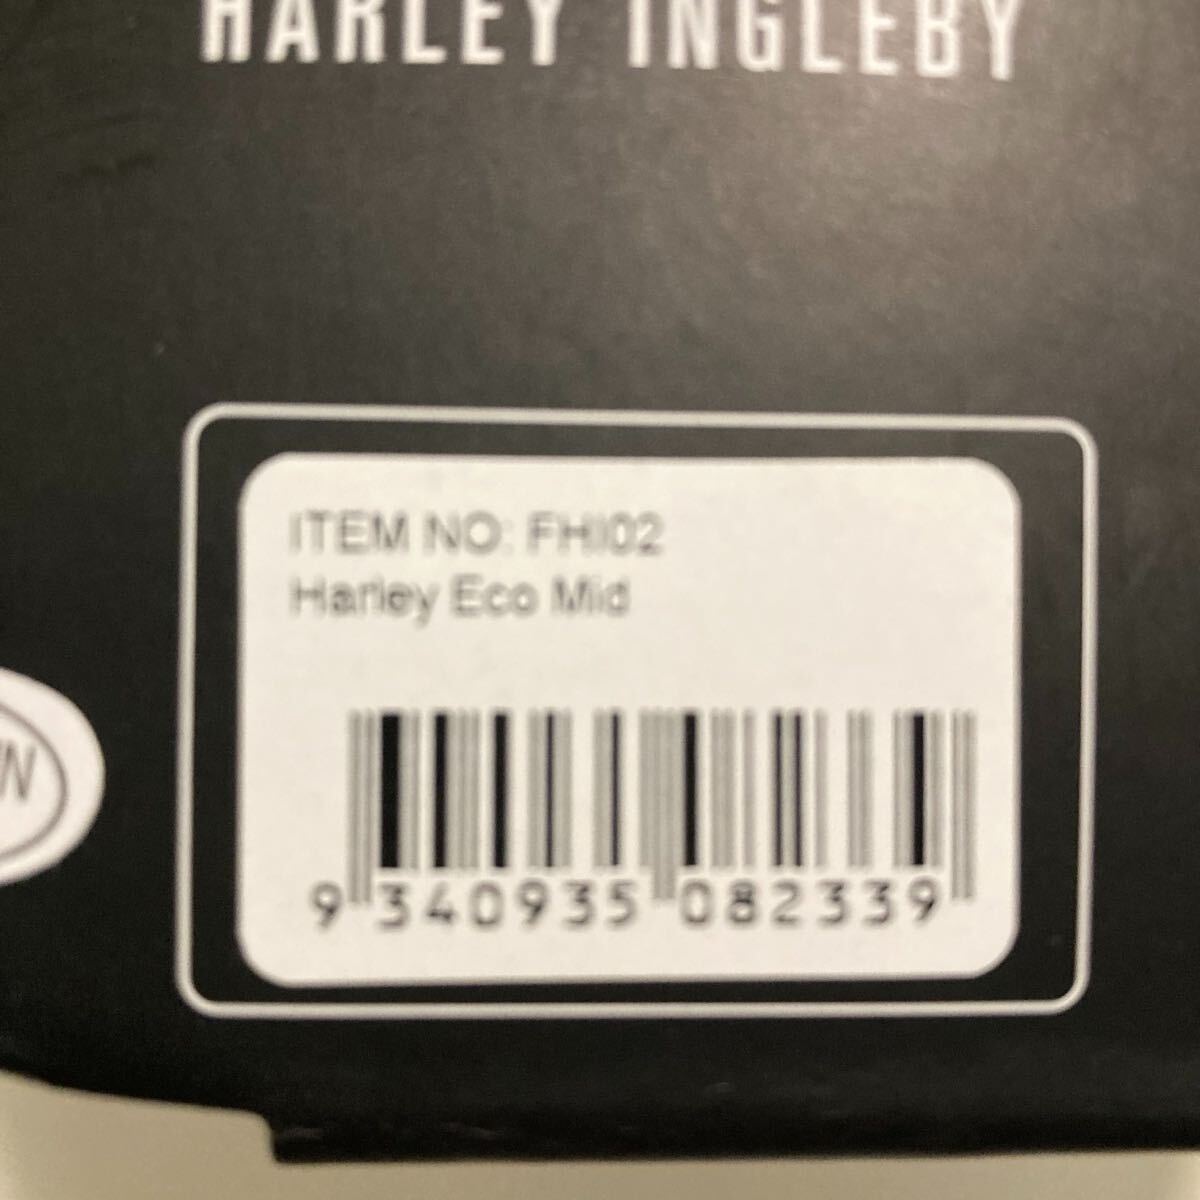 HARLEY INGLEBY
ITEM NO: FHI02
Harley Eco Mid
9 340935 082339